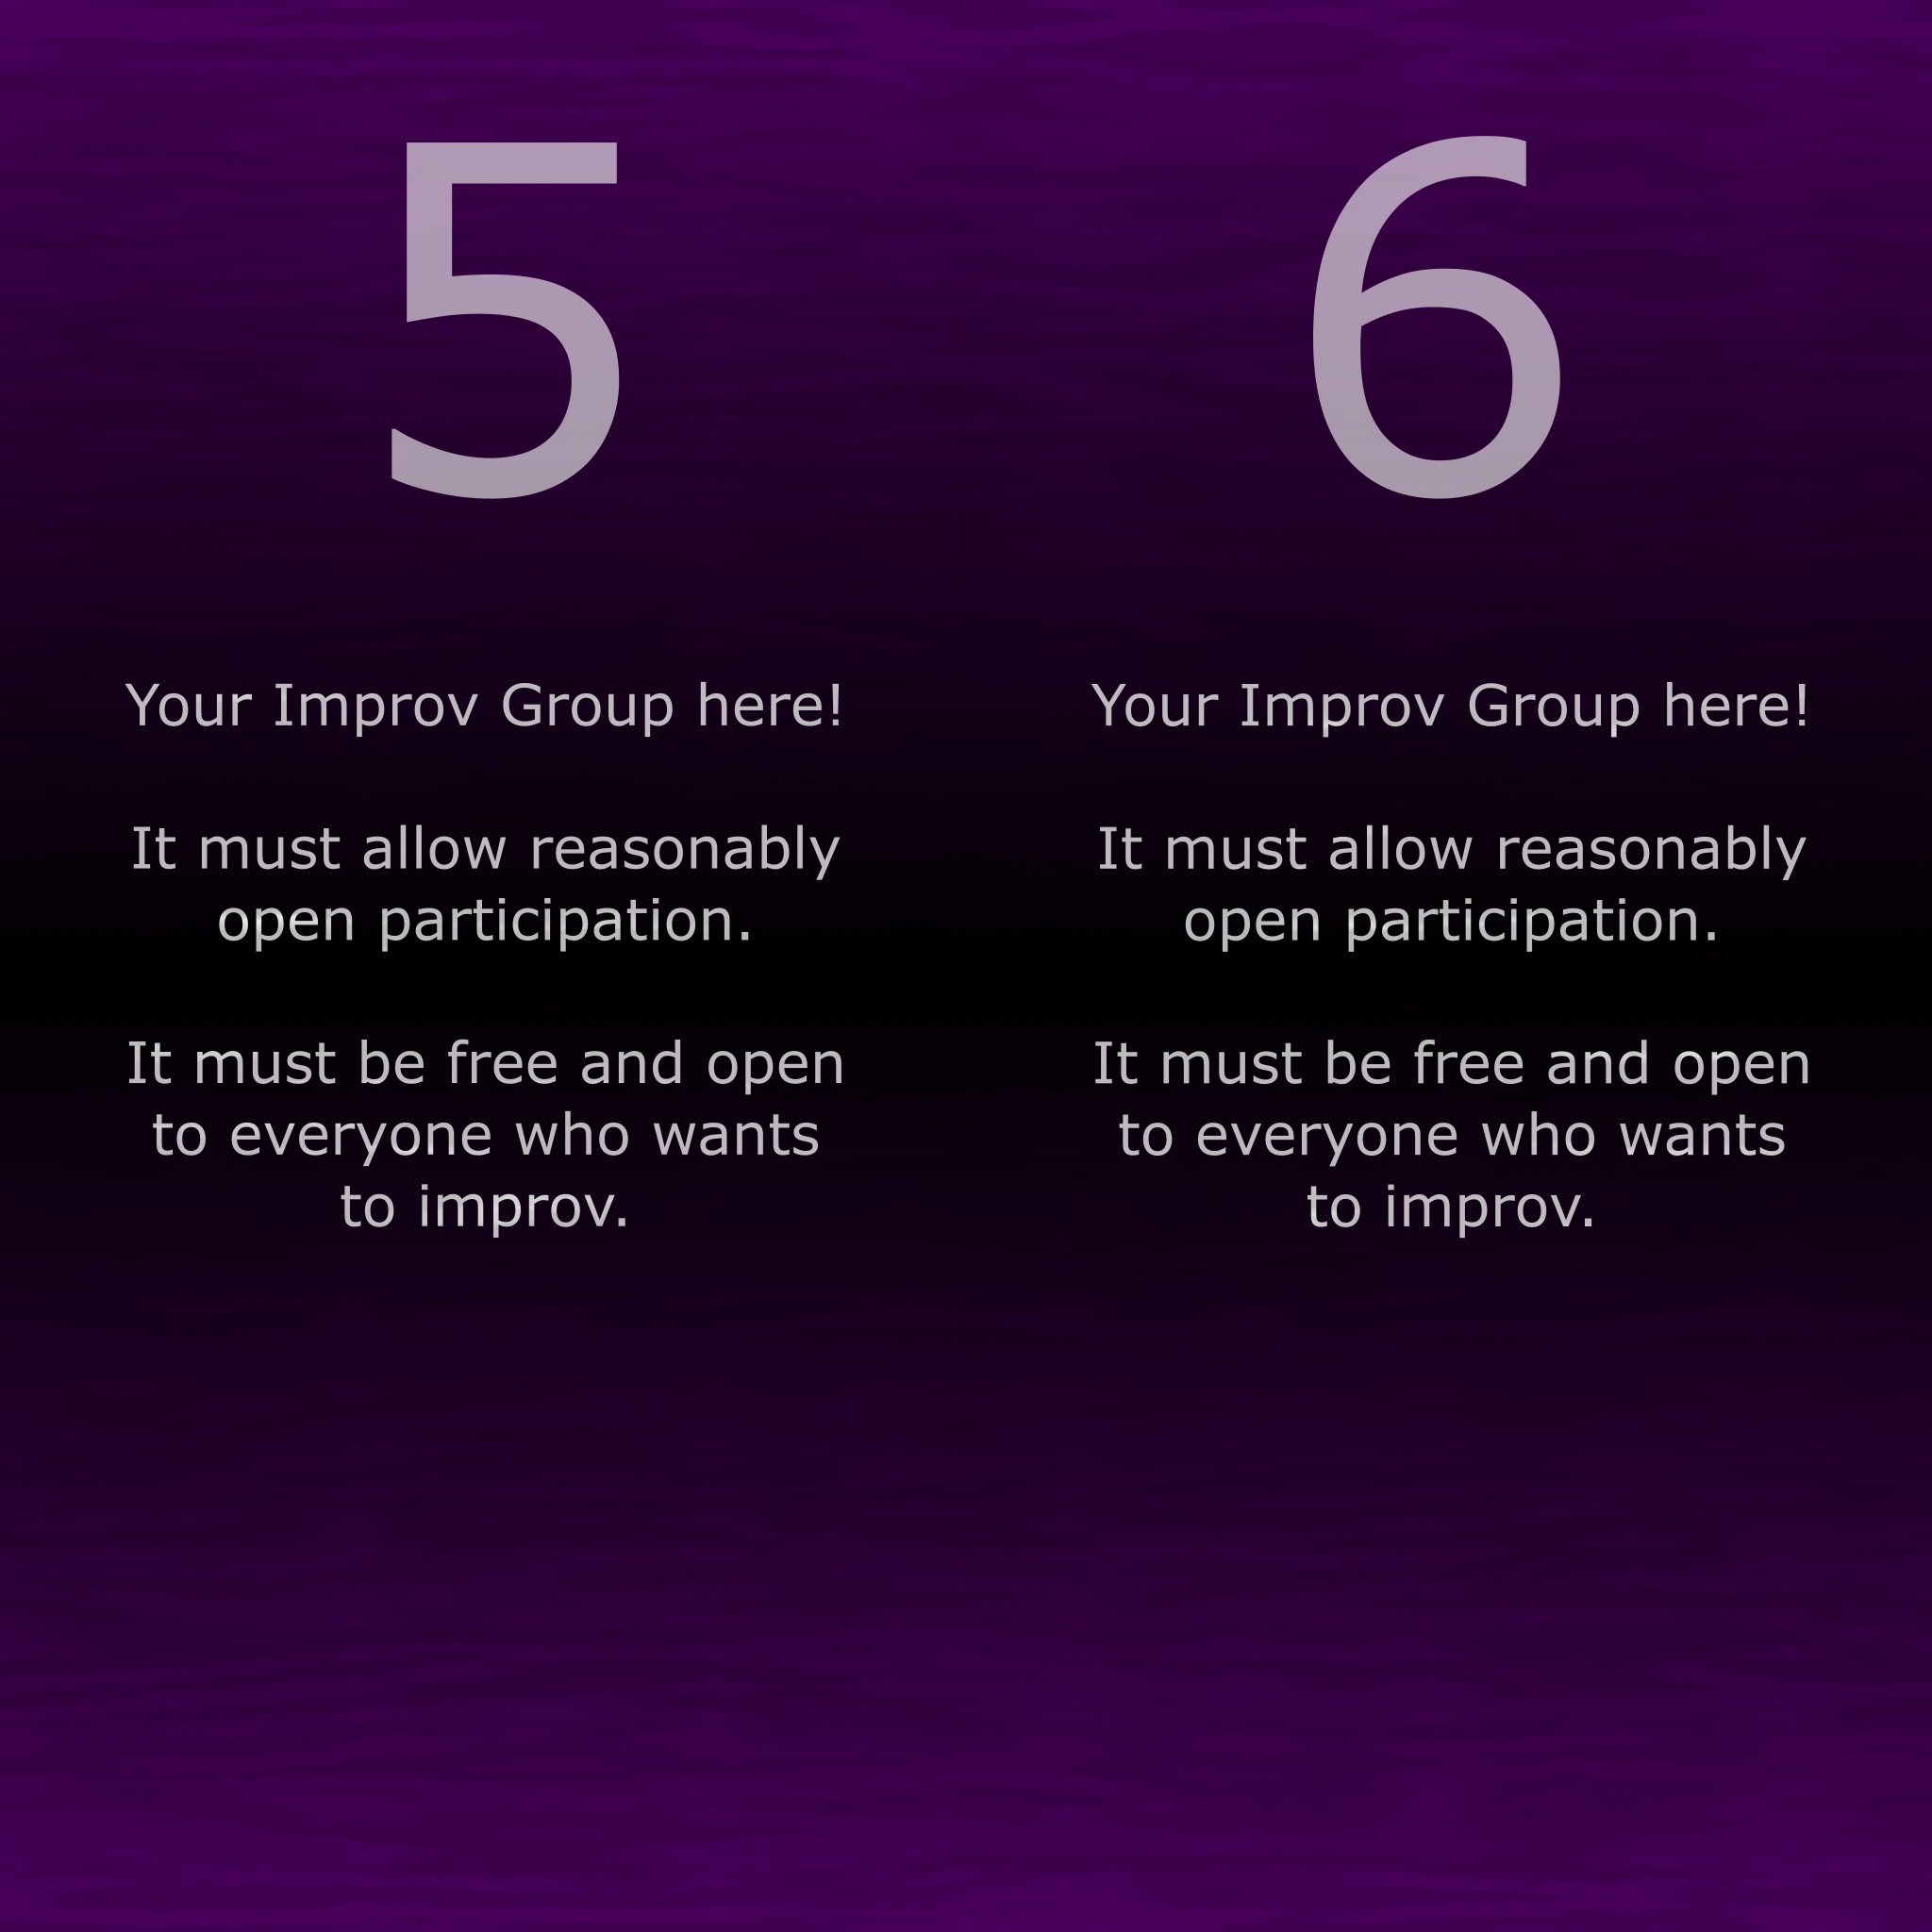 5
Your Improv Group here!
It must allow reasonably
open participation.
It must be free and open
to everyone who wants
to improv.
6
Your Improv Group here!
It must allow reasonably
open participation.
It must be free and open
to everyone who wants
to improv.